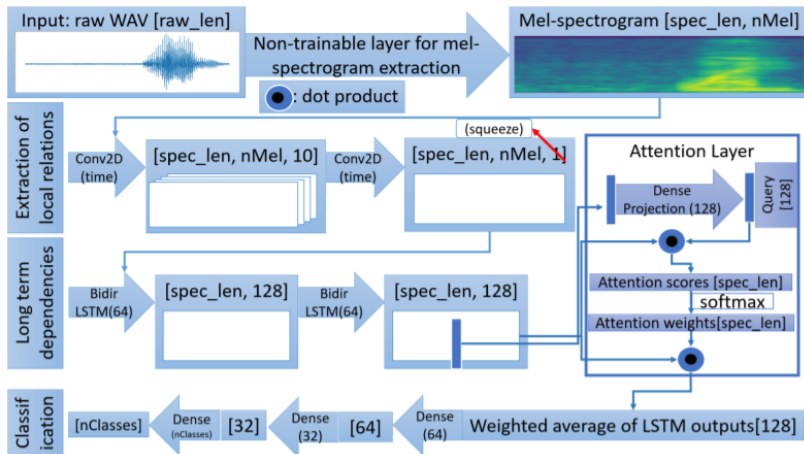 Input: raw WAV [raw_len]
Non-trainable layer for mel-
spectrogram extraction
Mel-spectrogram [spec_len, nMel]
: dot product
Extraction of
local relations
Conv2D
(time)
[spec_len, nMel, 10]
Conv2D
(time)
(squeeze)
[spec_len, nMel, 1]
Attention Layer
Dense
Projection (128)
Query
[128]
Attention scores [spec_len]
softmax
Attention weights[spec_len]
Long term
dependencies
Bidir
LSTM(64)
[spec_len, 128]
Bidir
LSTM(64)
[spec_len, 128]
Classif
ication
[nClasses]
Dense
(nClasses)
[32]
Dense
(32)
[64]
Dense
(64)
Weighted average of LSTM outputs[128]